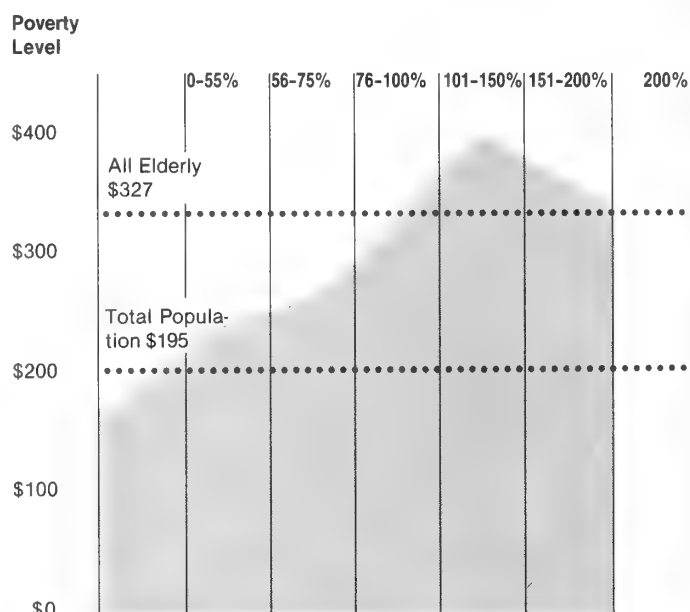 Poverty
Level
0-55%
56-75%
76-100%
101-150%
151-200%
200%
$400
All Elderly
$327
$300
Total Popula-
tion $195
$200
$100
$0